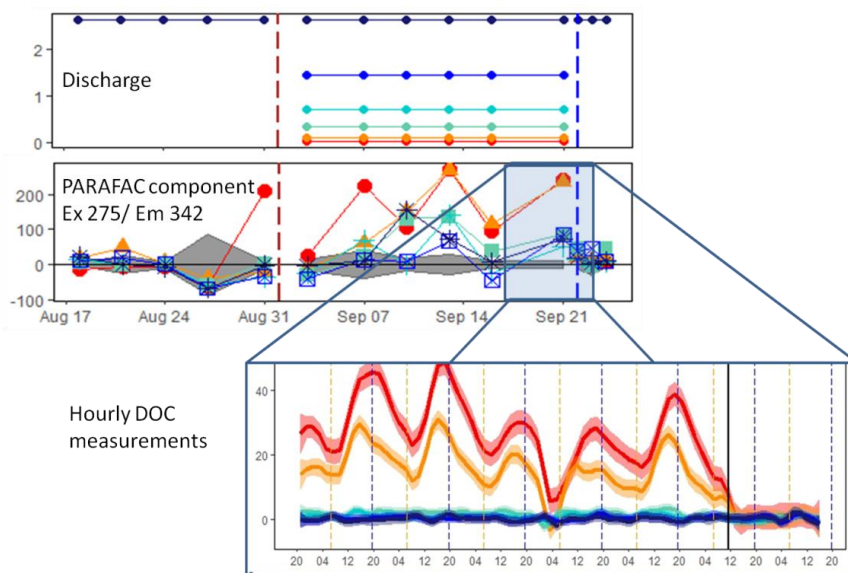 2
Discharge
1
0
PARAFAC component
200
Ex 275/ Em 342
100
0
-100
Aug 17 Aug 24 Aug 31 Sep 07 Sep 14 Sep 21
40
Hourly DOC
measurements
20
0
20 04 12 20 04 12 20 04 12 20 04 12 20 04 12 20 04 12 20 04 12 20